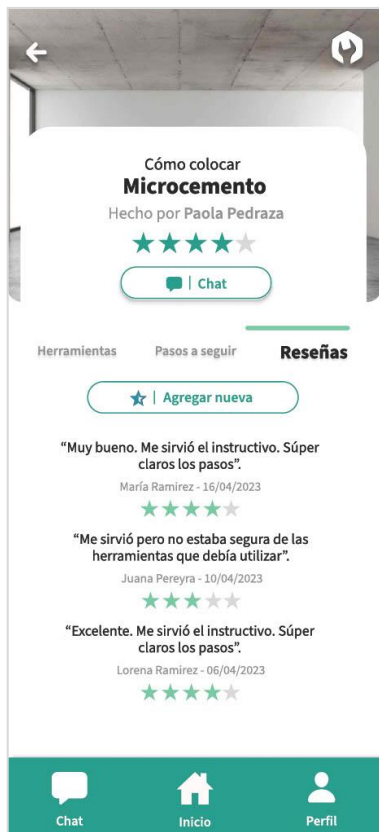 Cómo colocar
Microcemento
Hecho por Paola Pedraza
Chat
Herramientas
Pasos a seguir
Reseñas
Agregar nueva
“Muy bueno. Me sirvió el instructivo. Súper
claros los pasos”.
María Ramirez - 16/04/2023
“Me sirvió pero no estaba segura de las
herramientas que debía utilizar”.
Juana Pereyra - 10/04/2023
“Excelente. Me sirvió el instructivo. Súper
claros los pasos”.
Lorena Ramirez - 06/04/2023
Chat
Inicio
Perfil